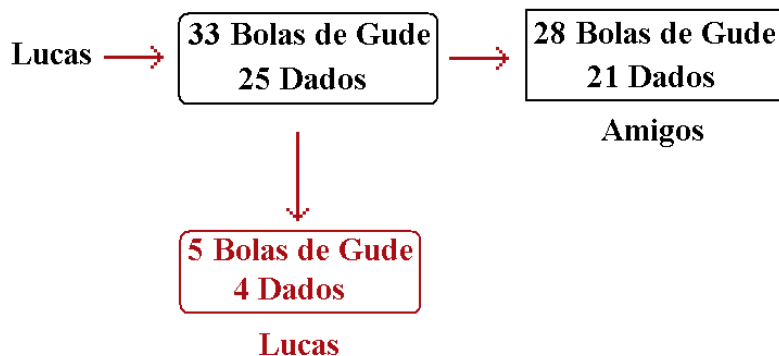 Lucas
33 Bolas de Gude
25 Dados
28 Bolas de Gude
21 Dados
Amigos
5 Bolas de Gude
4 Dados
Lucas